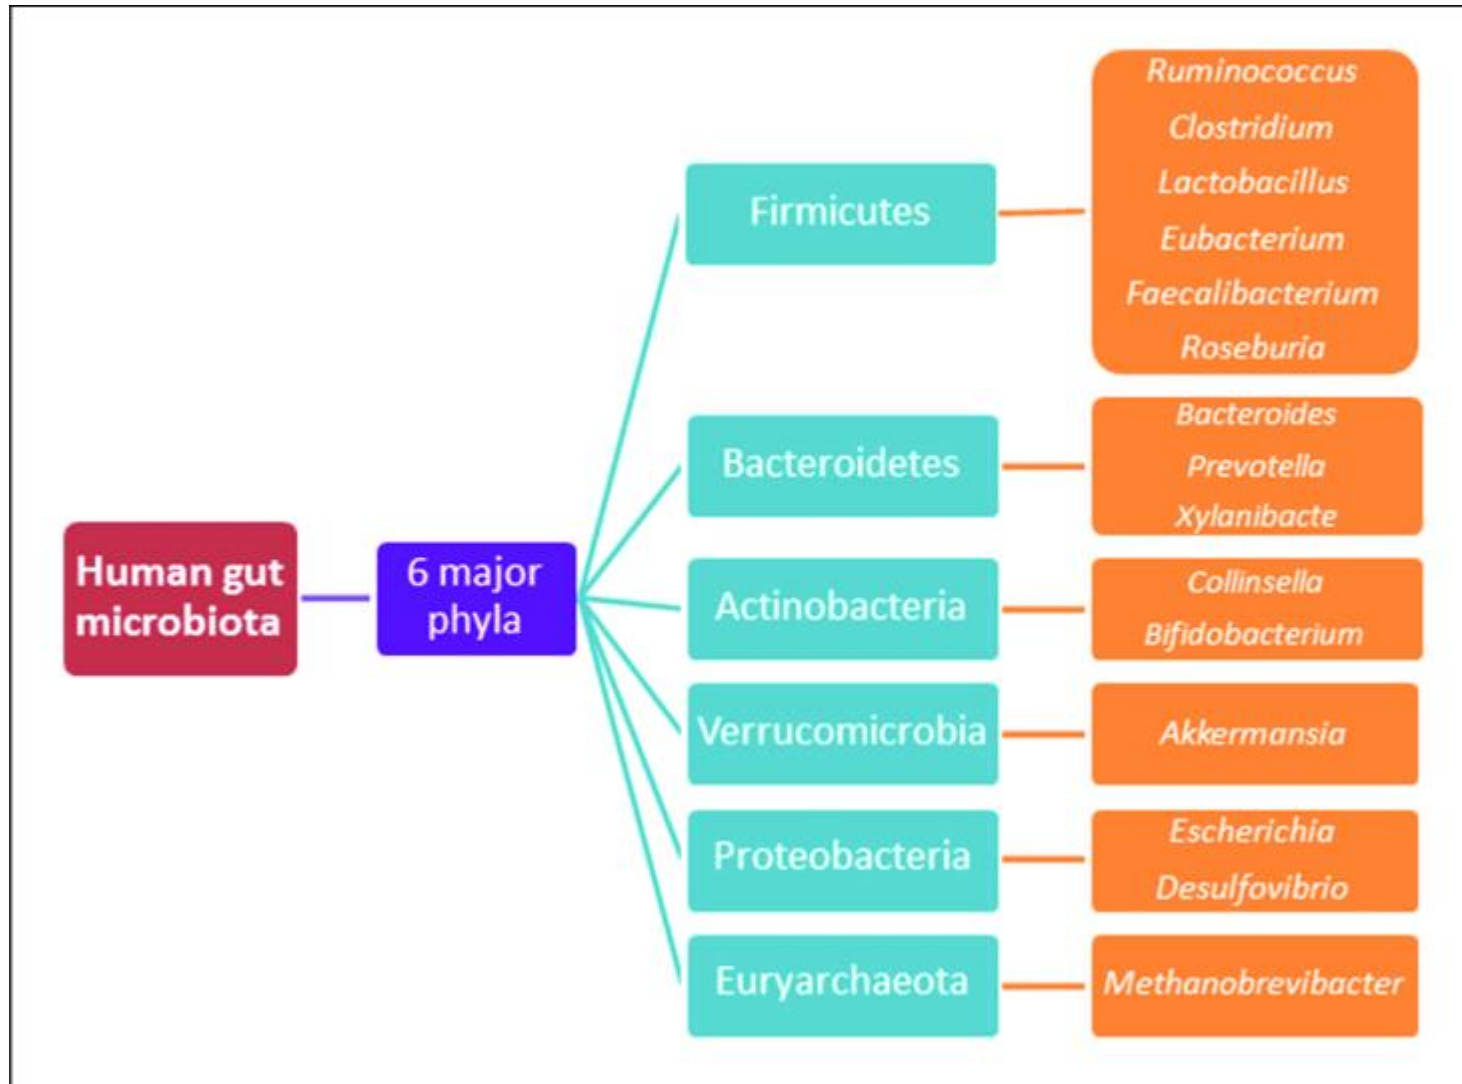 Human gut
microbiota
6 major
phyla
Firmicutes
Ruminococcus
Clostridium
Lactobacillus
Eubacterium
Faecalibacterium
Roseburia
Bacteroidetes
Bacteroides
Prevotella
Xylanibacte
Actinobacteria
Collinsella
Bifidobacterium
Verrucomicrobia
Akkermansia
Proteobacteria
Escherichia
Desulfovibrio
Euryarchaeota
Methanobrevibacter